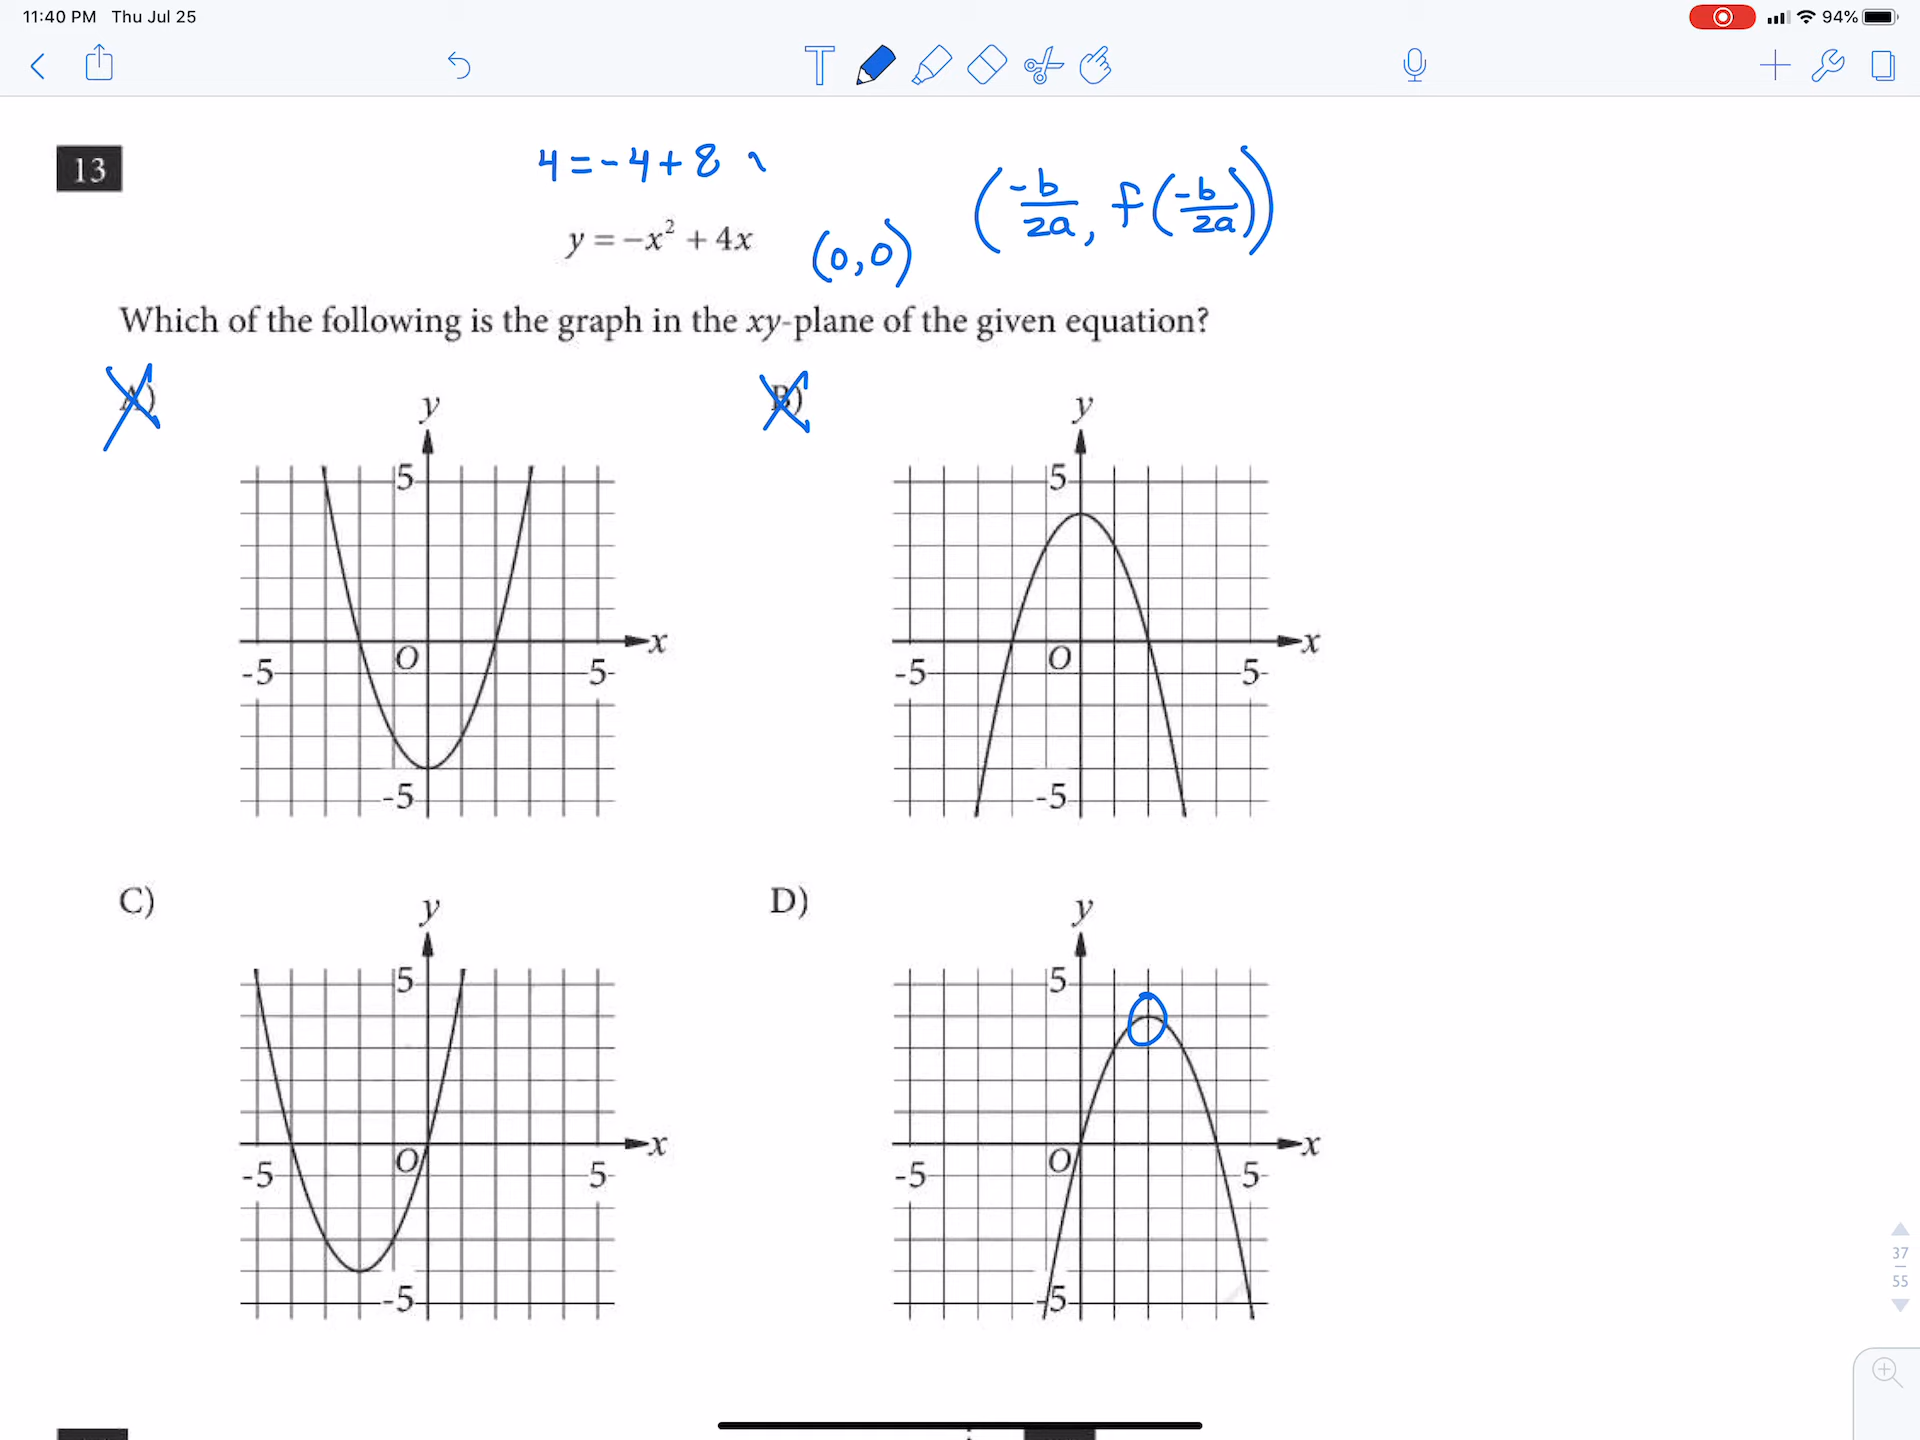 11:40 PM Thu Jul 25
94%
T
13
4 = -4 + 8
y = −x² + 4x
(0,0)
(-b/2a, f(-b/2a))
Which of the following is the graph in the xy-plane of the given equation?
A)
y
5
O
x
-5
5
-5
B)
y
5
O
x
-5
5
-5
C)
y
5
O
x
-5
5
-5
D)
y
5
O
x
-5
5
-5
37
55